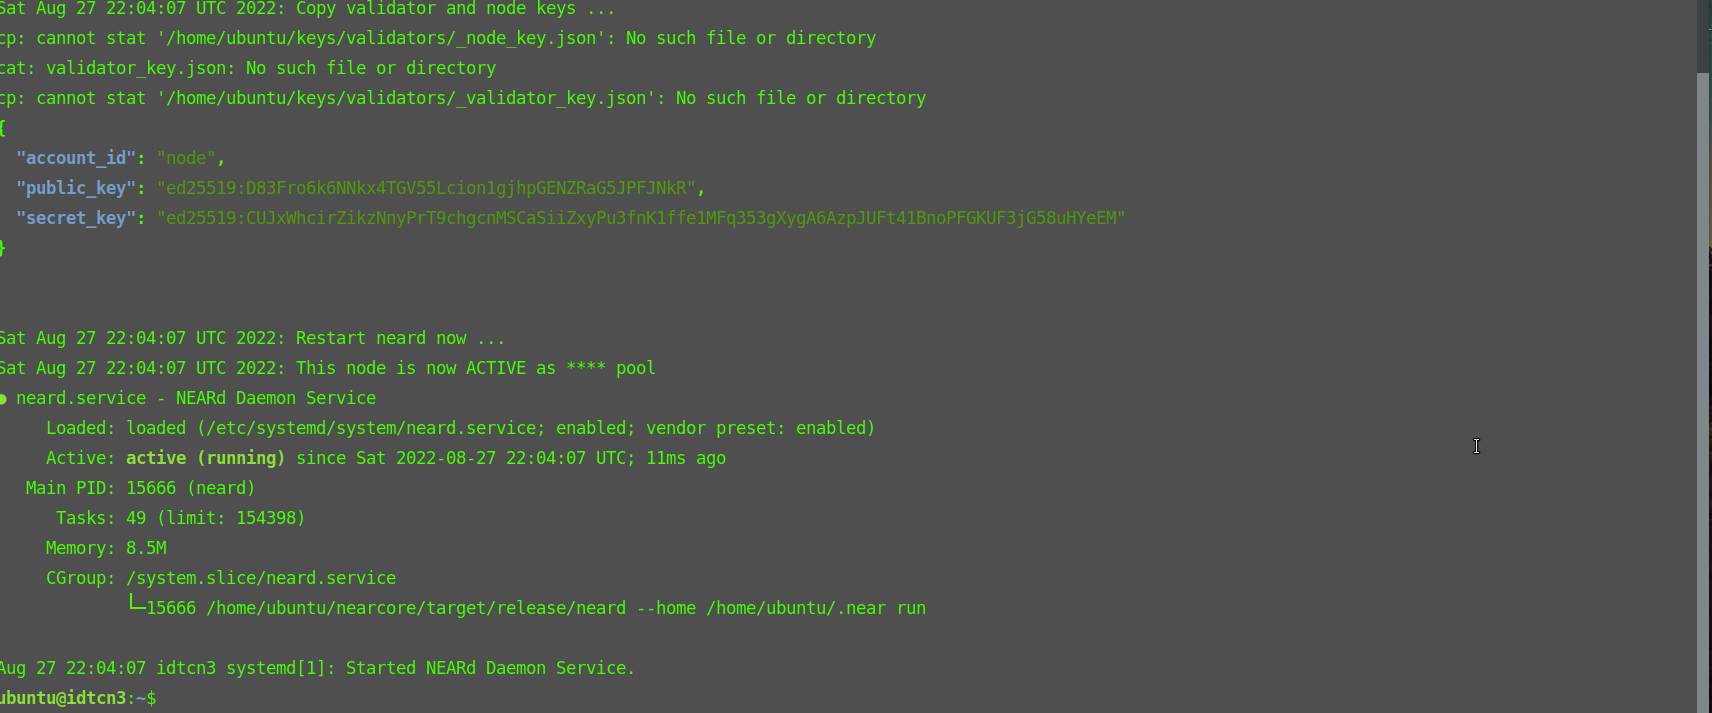 Sat Aug 27 22:04:07 UTC 2022: Copy validator and node keys ...
cp: cannot stat '/home/ubuntu/keys/validators/_node_key.json': No such file or directory
cat: validator_key.json: No such file or directory
cp: cannot stat '/home/ubuntu/keys/validators/_validator_key.json': No such file or directory
{
  "account_id": "node",
  "public_key": "ed25519:D83Fro6k6NNkx4TGV55Lcion1gjhpGENZRaG5JPFJNkR",
  "secret_key": "ed25519:CUJxWhcirZikzNnyPrT9chgcnMSCaSiiZxyPu3fnK1ffe1MFq353gXygA6AzpJUFt41BnoPFGKUF3jG58uHYeEM"
}
Sat Aug 27 22:04:07 UTC 2022: Restart neard now ...
Sat Aug 27 22:04:07 UTC 2022: This node is now ACTIVE as **** pool
● neard.service - NEARd Daemon Service
     Loaded: loaded (/etc/systemd/system/neard.service; enabled; vendor preset: enabled)
     Active: active (running) since Sat 2022-08-27 22:04:07 UTC; 11ms ago
   Main PID: 15666 (neard)
      Tasks: 49 (limit: 154398)
     Memory: 8.5M
     CGroup: /system.slice/neard.service
             └─15666 /home/ubuntu/nearcore/target/release/neard --home /home/ubuntu/.near run
Aug 27 22:04:07 idtcn3 systemd[1]: Started NEARd Daemon Service.
ubuntu@idtcn3:~$